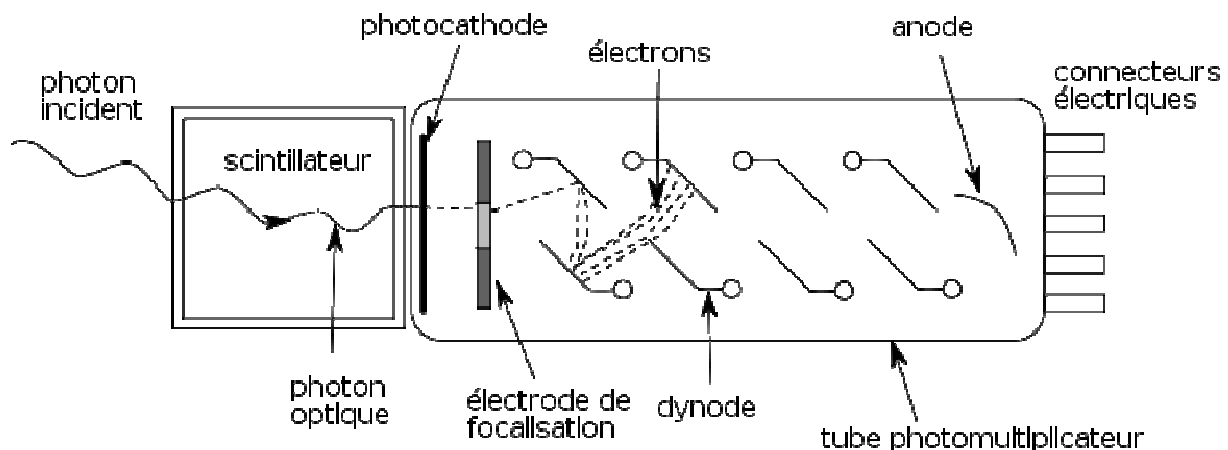 photocathode
anode
électrons
photon
incident
connecteurs
électriques
scintillateur
photon
optique
électrode de
focalisation
dynode
tube photomultiplicateur